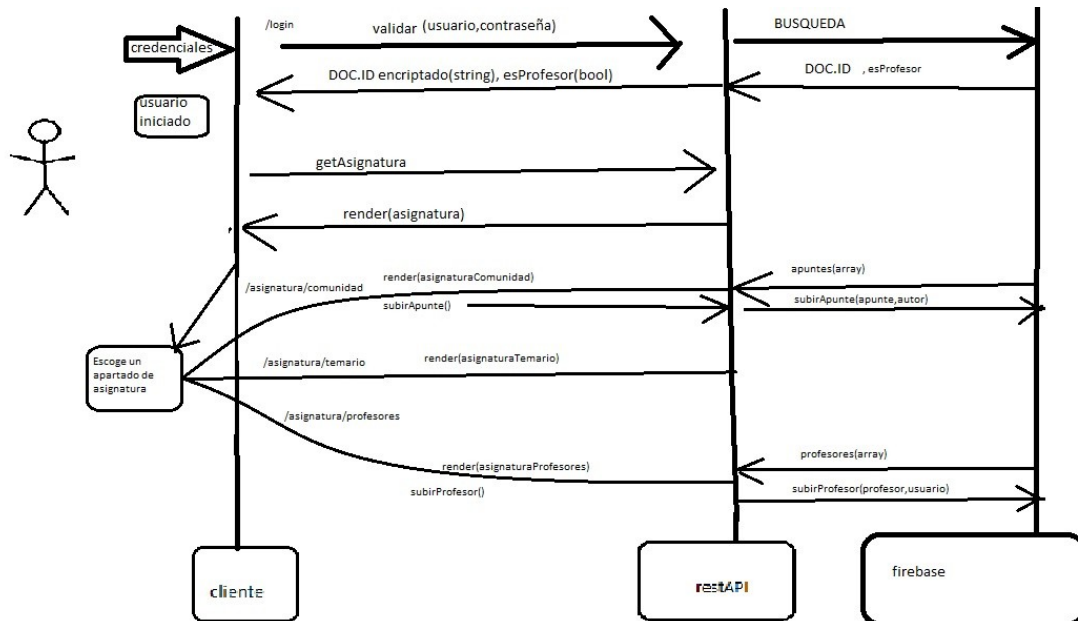 /login
validar (usuario,contraseña)
BUSQUEDA
credenciales
DOC.ID encriptado(string), esProfesor(bool)
DOC.ID , esProfesor
usuario
iniciado
getAsignatura
render(asignatura)
/asignatura/comunidad
render(asignaturaComunidad)
apuntes(array)
subirApunte()
subirApunte(apunte,autor)
Escoge un
apartado de
asignatura
/asignatura/temario
render(asignaturaTemario)
/asignatura/profesores
render(asignaturaProfesores)
profesores(array)
subirProfesor()
subirProfesor(profesor,usuario)
cliente
restAPI
firebase